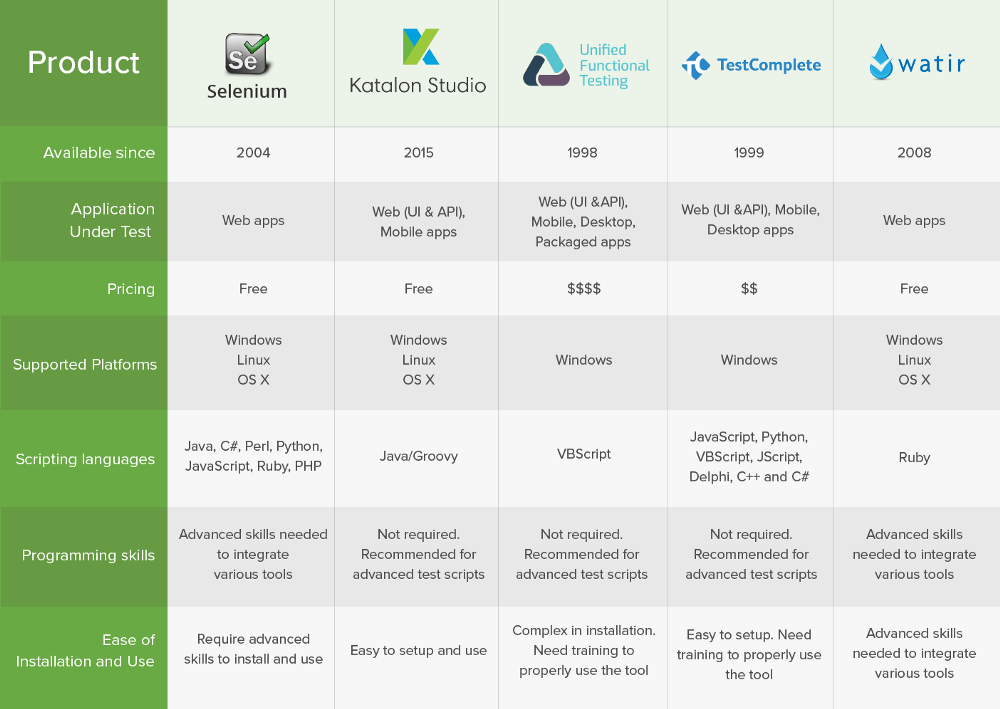 Product
Se
Selenium
Katalon Studio
Unified
Functional
Testing
TestComplete
watir
Available since
2004
2015
1998
1999
2008
Application
Under Test
Web apps
Web (UI & API),
Mobile apps
Web (UI &API),
Mobile, Desktop,
Packaged apps
Web (UI &API), Mobile,
Desktop apps
Web apps
Pricing
Free
Free
$$$$
$$
Free
Supported Platforms
Windows
Linux
OS X
Windows
Linux
OS X
Windows
Windows
Windows
Linux
OS X
Scripting languages
Java, C#, Perl, Python,
JavaScript, Ruby, PHP
Java/Groovy
VBScript
JavaScript, Python,
VBScript, JScript,
Delphi, C++ and C#
Ruby
Programming skills
Advanced skills needed
to integrate
various tools
Not required.
Recommended for
advanced test scripts
Not required.
Recommended for
advanced test scripts
Not required.
Recommended for
advanced test scripts
Advanced skills
needed to integrate
various tools
Ease of
Installation and Use
Require advanced
skills to install and use
Easy to setup and use
Complex in installation.
Need training to
properly use the tool
Easy to setup. Need
training to properly use
the tool
Advanced skills
needed to integrate
various tools